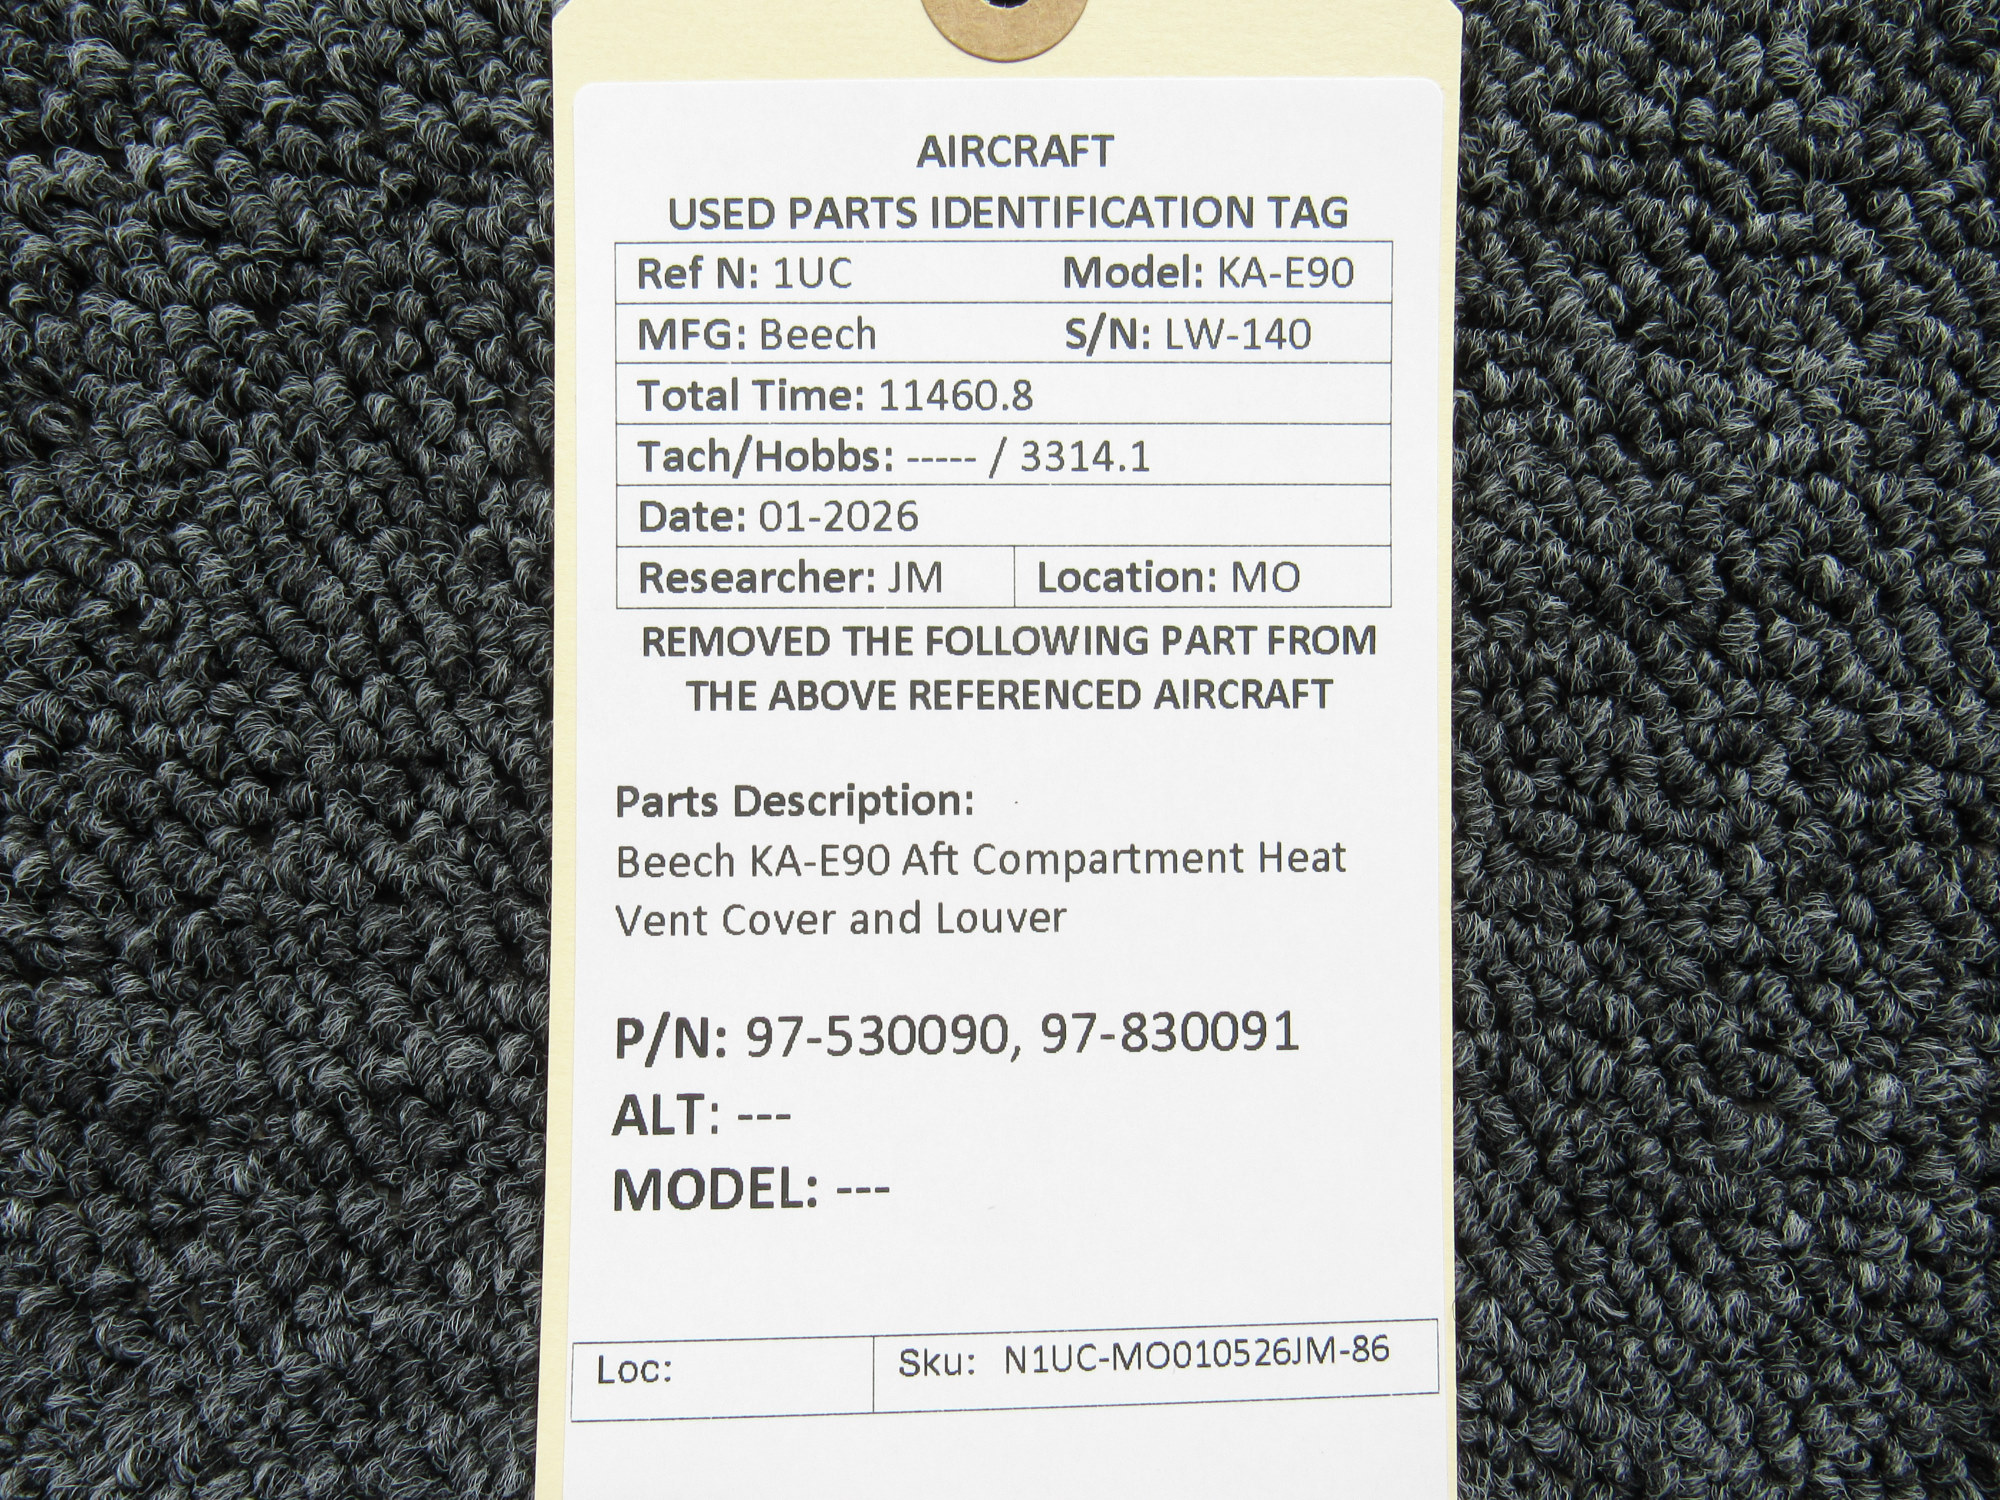 AIRCRAFT
USED PARTS IDENTIFICATION TAG
Ref N: 1UC Model: KA-E90
MFG: Beech S/N: LW-140
Total Time: 11460.8
Tach/Hobbs: ----- / 3314.1
Date: 01-2026
Researcher: JM Location: MO
REMOVED THE FOLLOWING PART FROM
THE ABOVE REFERENCED AIRCRAFT
Parts Description:
Beech KA-E90 Aft Compartment Heat
Vent Cover and Louver
P/N: 97-530090, 97-830091
ALT: ---
MODEL: ---
Loc: Sku: N1UC-MO010526JM-86